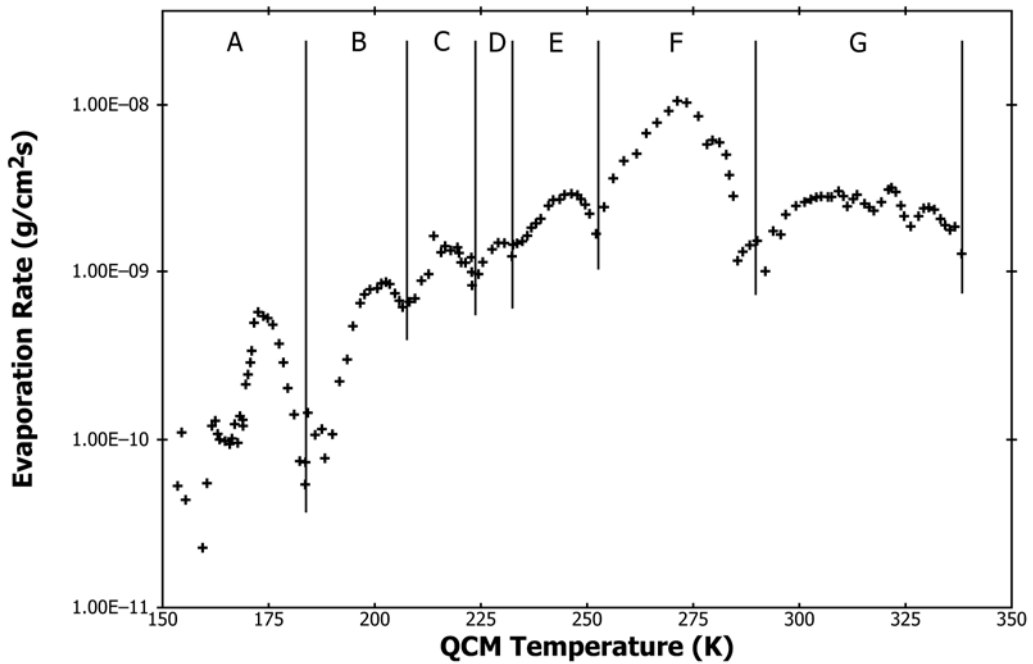 A B C D E F G
1.00E–08
1.00E–09
1.00E–10
1.00E–11
Evaporation Rate (g/cm²s)
150 175 200 225 250 275 300 325 350
QCM Temperature (K)